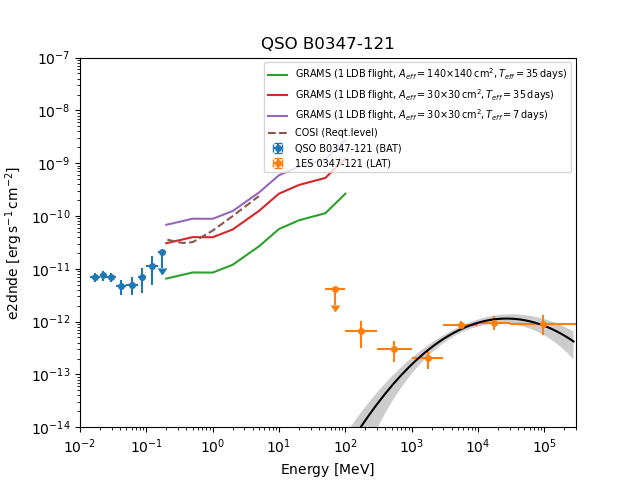 QSO B0347-121
10⁻⁷
10⁻⁸
10⁻⁹
10⁻¹⁰
10⁻¹¹
10⁻¹²
10⁻¹³
10⁻¹⁴
e2dnde [erg s⁻¹ cm⁻²]
GRAMS (1 LDB flight, A_eff = 140×140 cm², T_eff = 35 days)
GRAMS (1 LDB flight, A_eff = 30×30 cm², T_eff = 35 days)
GRAMS (1 LDB flight, A_eff = 30×30 cm², T_eff = 7 days)
COSI (Reqt.level)
QSO B0347-121 (BAT)
1ES 0347-121 (LAT)
10⁻² 10⁻¹ 10⁰ 10¹ 10² 10³ 10⁴ 10⁵
Energy [MeV]